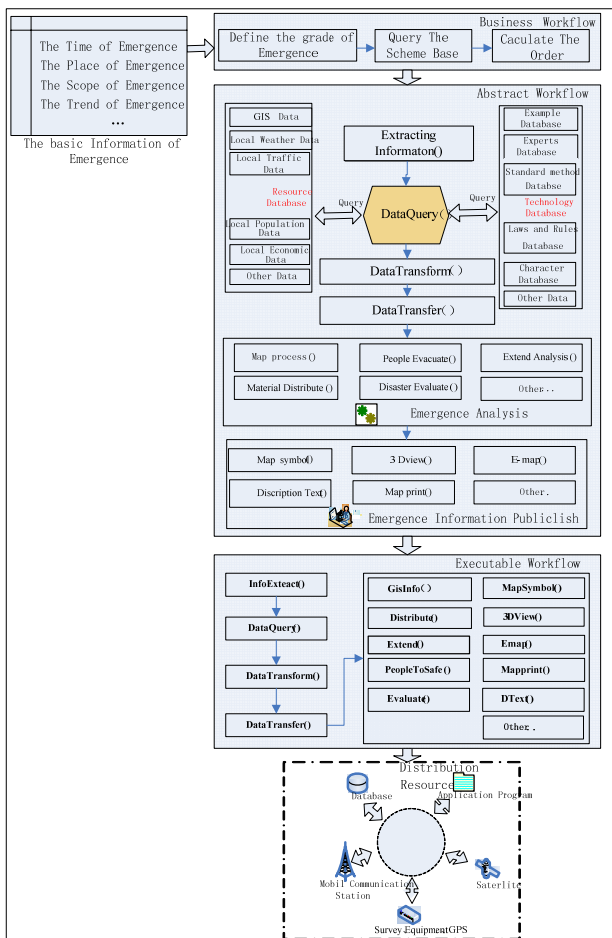 Business Workflow
The Time of Emergence
The Place of Emergence
The Scope of Emergence
The Trend of Emergence
...
The basic Information of
Emergence
Define the grade of
Emergence
Query The
Scheme Base
Caculate The
Order
Abstract Workflow
GIS Data
Local Weather Data
Local Traffic
Data
Resource
Database
Local Population
Data
Local Economic
Data
Other Data
Extracting
Informaton()
Query
DataQuery()
Query
DataTransform()
DataTransfer()
Example
Database
Experts
Database
Standard method
Databse
Technology
Database
Laws and Rules
Database
Character
Database
Other Data
Map process()
People Evacuate()
Extend Analysis()
Material Distribute()
Disaster Evaluate()
Other...
Emergence Analysis
Map symbol()
3 Dview()
E-map()
Discription Text()
Map print()
Other.
Emergence Information Publiclish
Executable Workflow
InfoExteact()
DataQuery()
DataTransform()
DataTransfer()
GisInfo()
MapSymbol()
Distribute()
3DView()
Extend()
Emap()
PeopleToSafe()
Mapprint()
Evaluate()
DText()
Other..
Distribution
Resource
Database
Application Program
Mobil Communication
Station
Saterlite
Survey EquipmentGPS